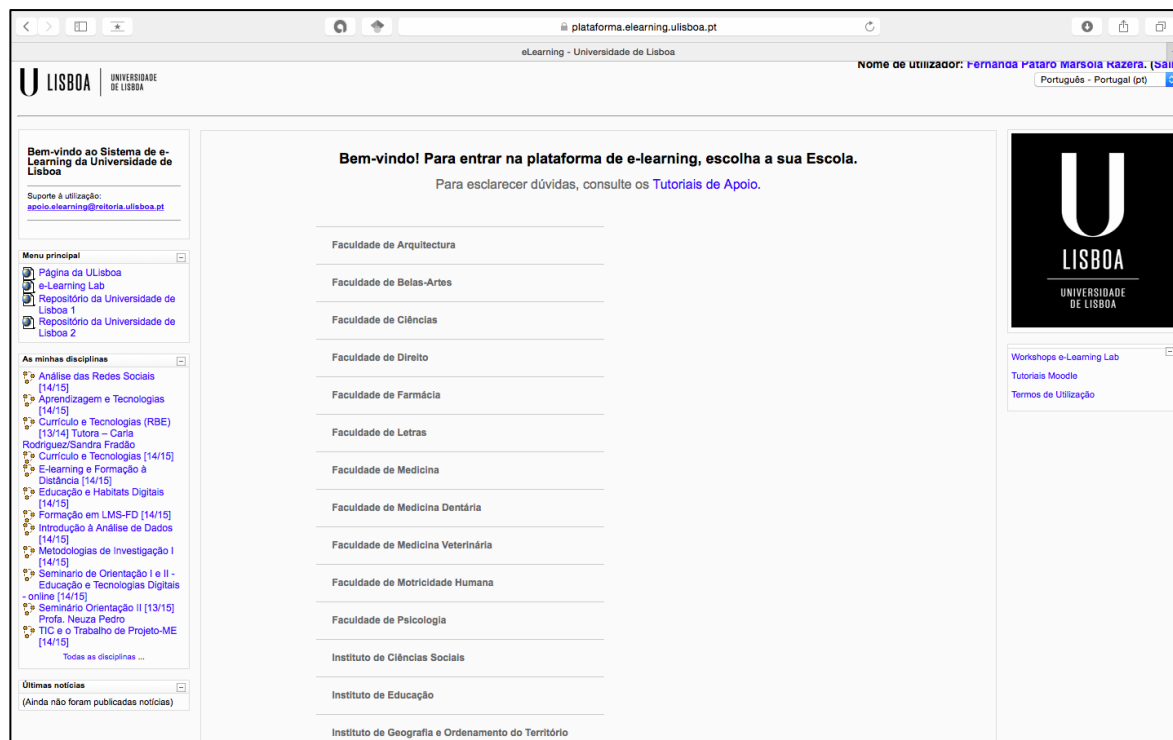 plataforma.elearning.ulisboa.pt
eLearning - Universidade de Lisboa
U LISBOA
UNIVERSIDADE
DE LISBOA
Nome de utilizador: Fernanda Pataro Marsola Razera. (Sair
Português - Portugal (pt)
Bem-vindo ao Sistema de e-
Learning da Universidade de
Lisboa
Suporte à utilização:
apoio.elearning@reitoria.ulisboa.pt
Menu principal
Página da ULisboa
e-Learning Lab
Repositório da Universidade de
Lisboa 1
Repositório da Universidade de
Lisboa 2
As minhas disciplinas
Análise das Redes Sociais
[14/15]
Aprendizagem e Tecnologias
[14/15]
Currículo e Tecnologias (RBE)
[13/14] Tutora – Carla
Rodriguez/Sandra Fradão
Currículo e Tecnologias [14/15]
E-learning e Formação à
Distância [14/15]
Educação e Habitats Digitais
[14/15]
Formação em LMS-FD [14/15]
Introdução à Análise de Dados
[14/15]
Metodologias de Investigação I
[14/15]
Seminario de Orientação I e II -
Educação e Tecnologias Digitais
- online [14/15]
Seminário Orientação II [13/15]
Profa. Neuza Pedro
TIC e o Trabalho de Projeto-ME
[14/15]
Todas as disciplinas ...
Últimas notícias
(Ainda não foram publicadas notícias)
Bem-vindo! Para entrar na plataforma de e-learning, escolha a sua Escola.
Para esclarecer dúvidas, consulte os Tutoriais de Apoio.
Faculdade de Arquitectura
Faculdade de Belas-Artes
Faculdade de Ciências
Faculdade de Direito
Faculdade de Farmácia
Faculdade de Letras
Faculdade de Medicina
Faculdade de Medicina Dentária
Faculdade de Medicina Veterinária
Faculdade de Motricidade Humana
Faculdade de Psicologia
Instituto de Ciências Sociais
Instituto de Educação
Instituto de Geografia e Ordenamento do Território
U
LISBOA
UNIVERSIDADE
DE LISBOA
Workshops e-Learning Lab
Tutoriais Moodle
Termos de Utilização